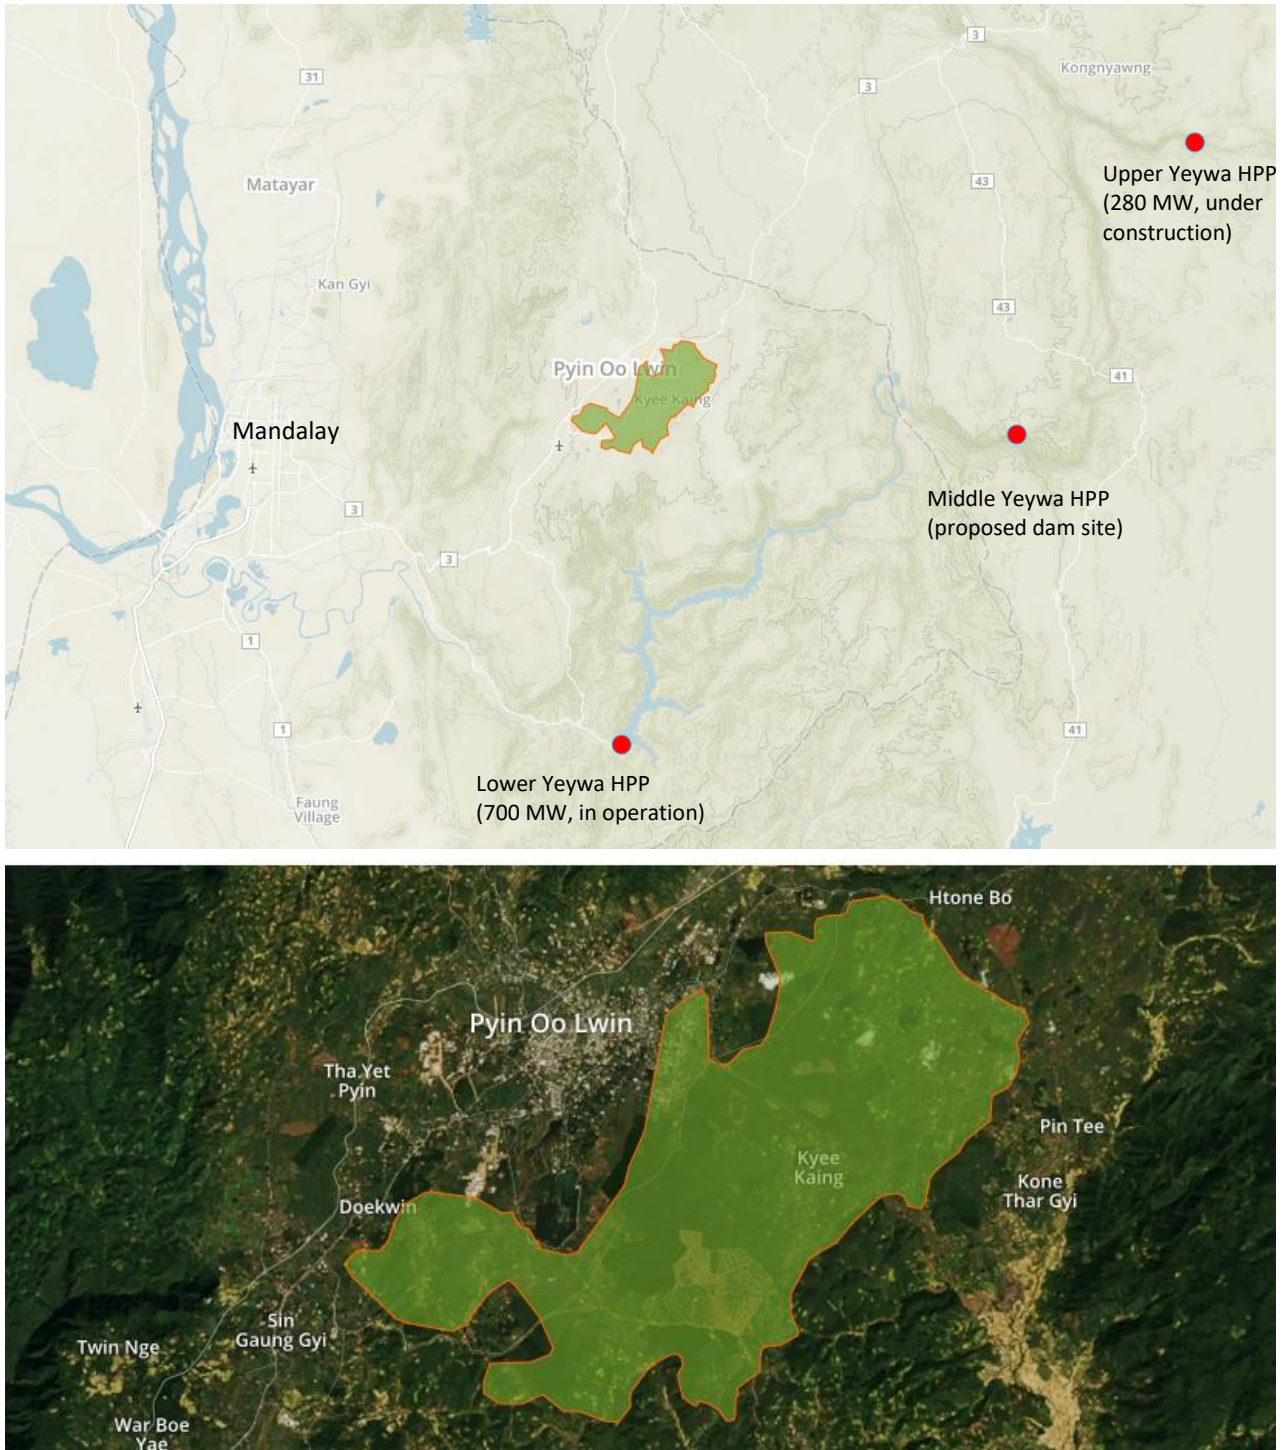 3
Kongnyawng
31
3
Matayar
43
Upper Yeywa HPP
(280 MW, under
construction)
Kan Gyi
43
Pyin Oo Lwin
Kyee Kaing
41
Mandalay
Middle Yeywa HPP
(proposed dam site)
3
3
1
1
41
Lower Yeywa HPP
(700 MW, in operation)
Faung
Village
Htone Bo
Pyin Oo Lwin
Tha Yet
Pyin
Pin Tee
Kyee
Kaing
Kone
Thar Gyi
Doekwin
Sin
Gaung Gyi
Twin Nge
War Boe
Yae